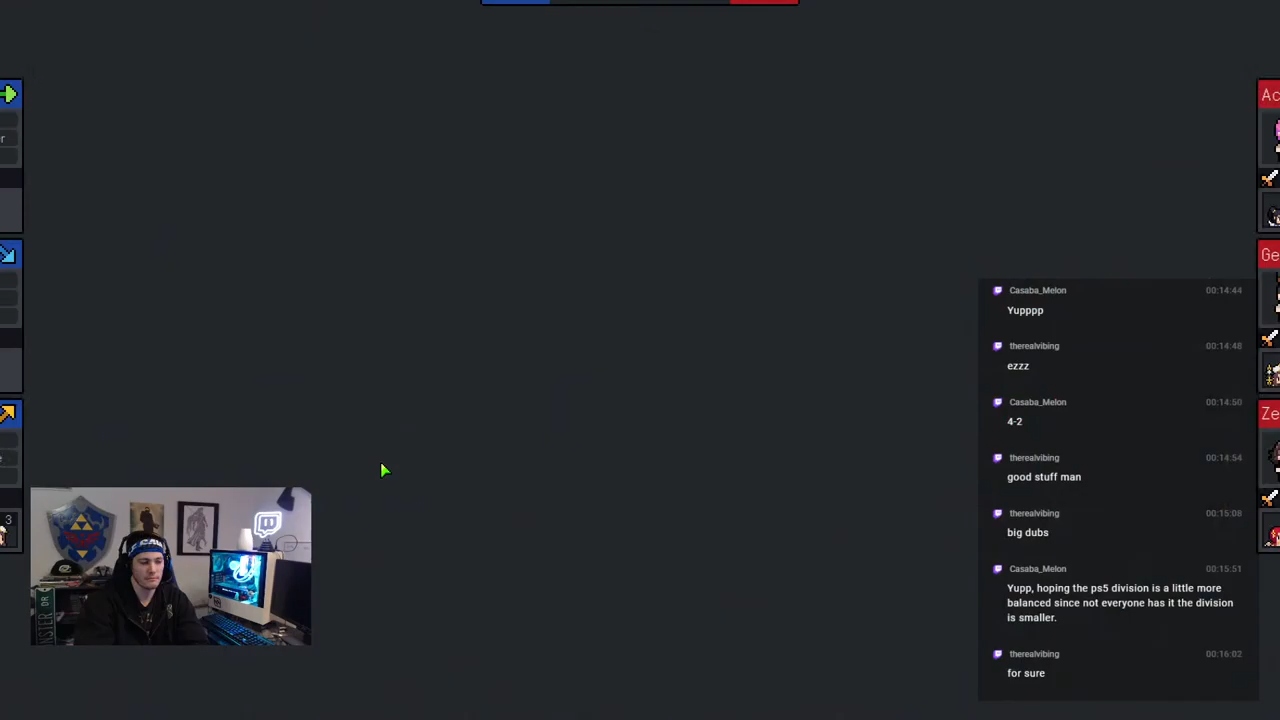 r
e
3
Ac
Ge
Ze
Casaba_Melon 00:14:44
Yupppp
therealvibing 00:14:48
ezzz
Casaba_Melon 00:14:50
4-2
therealvibing 00:14:54
good stuff man
therealvibing 00:15:08
big dubs
Casaba_Melon 00:15:51
Yupp, hoping the ps5 division is a little more
balanced since not everyone has it the division
is smaller.
therealvibing 00:16:02
for sure